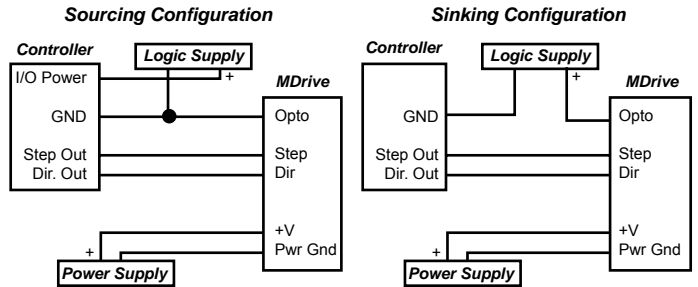 Sourcing Configuration
Controller
Logic Supply
I/O Power
+
MDrive
GND
Opto
Step Out
Step
Dir. Out
Dir
+V
+
Pwr Gnd
Power Supply
Sinking Configuration
Controller
Logic Supply
+
MDrive
GND
Opto
Step Out
Step
Dir. Out
Dir
+V
+
Pwr Gnd
Power Supply